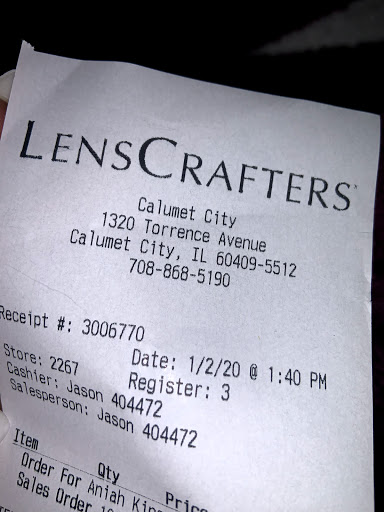 LENSCRAFTERS
Calumet City
1320 Torrence Avenue
Calumet City, IL 60409-5512
708-868-5190
Receipt #: 3006770
Store: 2267 Date: 1/2/20 @ 1:40 PM
Cashier: Jason 404472 Register: 3
Salesperson: Jason 404472
Item Qty Price
Order For Aniah
Sales Order